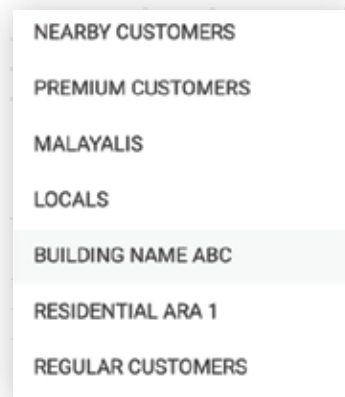 NEARBY CUSTOMERS
PREMIUM CUSTOMERS
MALAYALIS
LOCALS
BUILDING NAME ABC
RESIDENTIAL ARA 1
REGULAR CUSTOMERS